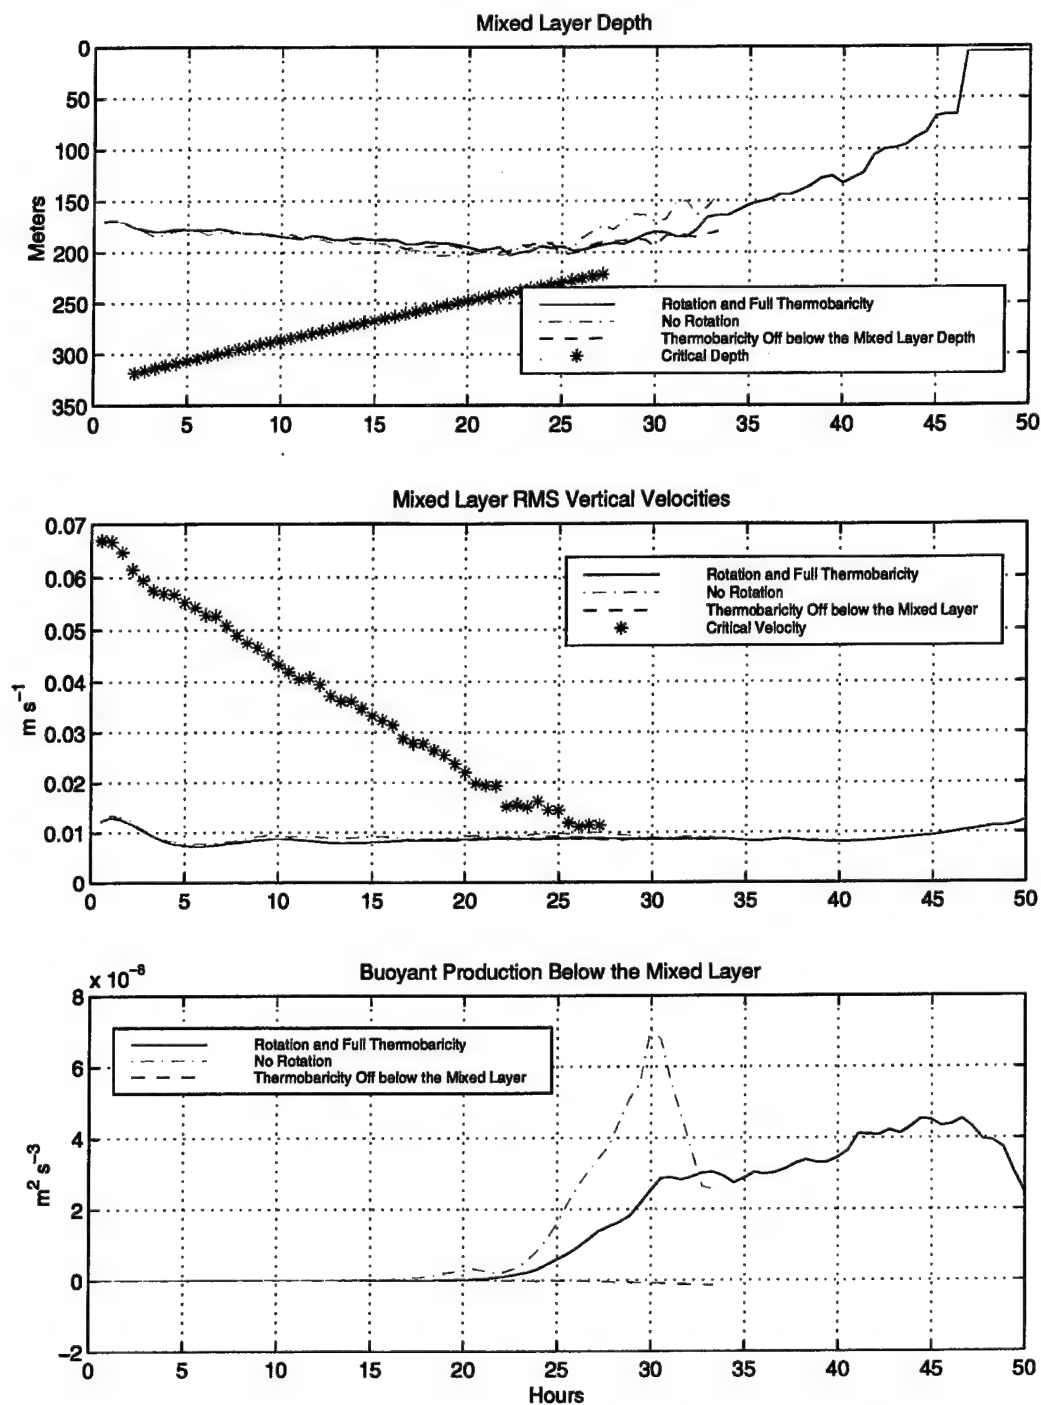 Mixed Layer Depth
0
50
100
150
200
250
300
350
Meters
Rotation and Full Thermobaricity
No Rotation
Thermobaricity Off below the Mixed Layer Depth
Critical Depth
0 5 10 15 20 25 30 35 40 45 50
Mixed Layer RMS Vertical Velocities
0.07
0.06
0.05
0.04
0.03
0.02
0.01
0
m s⁻¹
Rotation and Full Thermobaricity
No Rotation
Thermobaricity Off below the Mixed Layer
Critical Velocity
0 5 10 15 20 25 30 35 40 45 50
x 10⁻⁸
Buoyant Production Below the Mixed Layer
8
6
4
2
0
−2
m² s⁻³
Rotation and Full Thermobaricity
No Rotation
Thermobaricity Off below the Mixed Layer
0 5 10 15 20 25 30 35 40 45 50
Hours